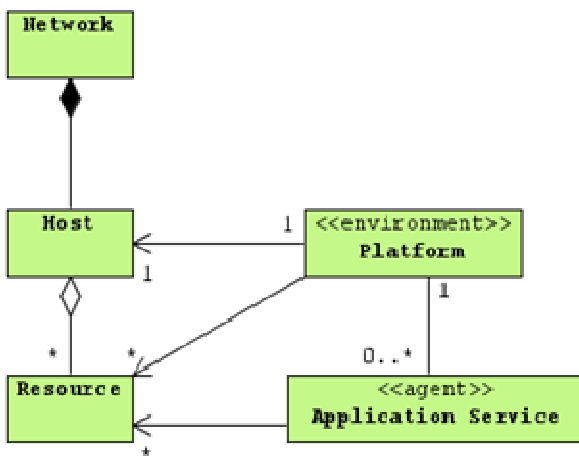 Network
Host
1
<<environment>>
Platform
1
1
*
*
0..*
Resource
<<agent>>
Application Service
*